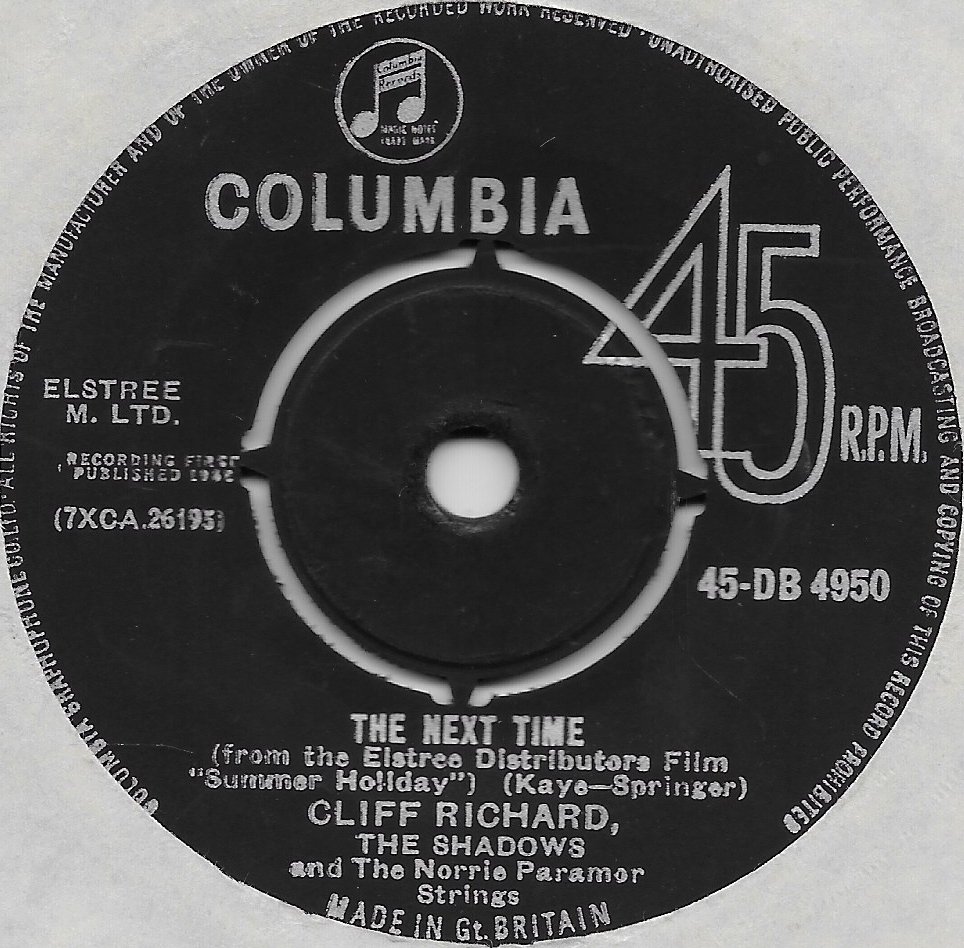 COLUMBIA GRAPHOPHONE CO. LTD. ALL RIGHTS OF THE MANUFACTURER AND OF THE OWNER OF THE RECORDED WORK RESERVED · UNAUTHORISED PUBLIC PERFORMANCE BROADCASTING AND COPYING OF THIS RECORD PROHIBITED
Columbia
Records
MAGIC NOTES
TRADE MARK
COLUMBIA
45
R.P.M.
ELSTREE
M. LTD.
RECORDING FIRST
PUBLISHED 1962
(7XCA.26195)
45-DB 4950
THE NEXT TIME
(from the Elstree Distributors Film
"Summer Holiday") (Kaye—Springer)
CLIFF RICHARD,
THE SHADOWS
and The Norrie Paramor
Strings
MADE IN Gt. BRITAIN